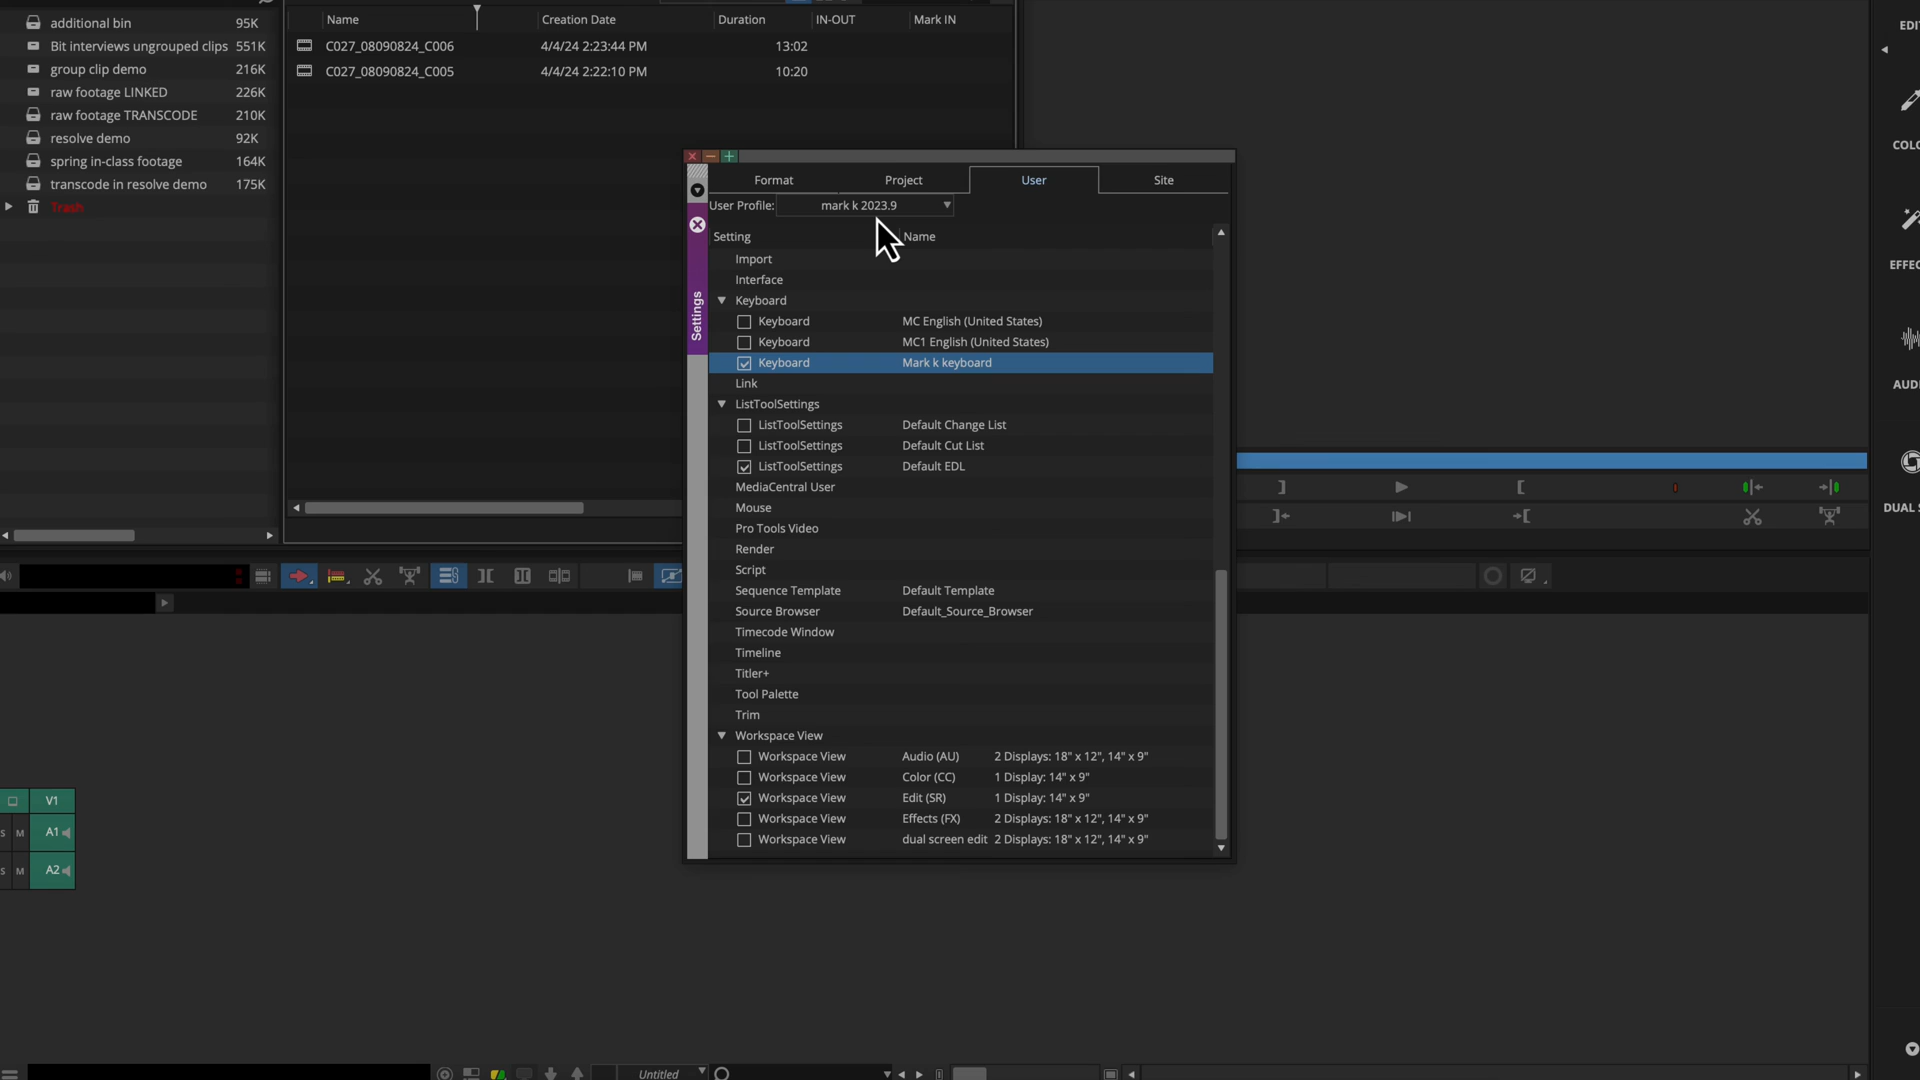 additional bin 95K
Bit interviews ungrouped clips 551K
group clip demo 216K
raw footage LINKED 226K
raw footage TRANSCODE 210K
resolve demo 92K
spring in-class footage 164K
transcode in resolve demo 175K
Trash
Name Creation Date Duration IN-OUT Mark IN
C027_08090824_C006 4/4/24 2:23:44 PM 13:02
C027_08090824_C005 4/4/24 2:22:10 PM 10:20
Format Project User Site
User Profile: mark k 2023.9
Settings
Setting Name
Import
Interface
Keyboard
Keyboard MC English (United States)
Keyboard MC1 English (United States)
Keyboard Mark k keyboard
Link
ListToolSettings
ListToolSettings Default Change List
ListToolSettings Default Cut List
ListToolSettings Default EDL
MediaCentral User
Mouse
Pro Tools Video
Render
Script
Sequence Template Default Template
Source Browser Default_Source_Browser
Timecode Window
Timeline
Titler+
Tool Palette
Trim
Workspace View
Workspace View Audio (AU) 2 Displays: 18" x 12", 14" x 9"
Workspace View Color (CC) 1 Display: 14" x 9"
Workspace View Edit (SR) 1 Display: 14" x 9"
Workspace View Effects (FX) 2 Displays: 18" x 12", 14" x 9"
Workspace View dual screen edit 2 Displays: 18" x 12", 14" x 9"
EDI
COLO
EFFEC
AUD
DUAL S
V1
S M A1
S M A2
Untitled